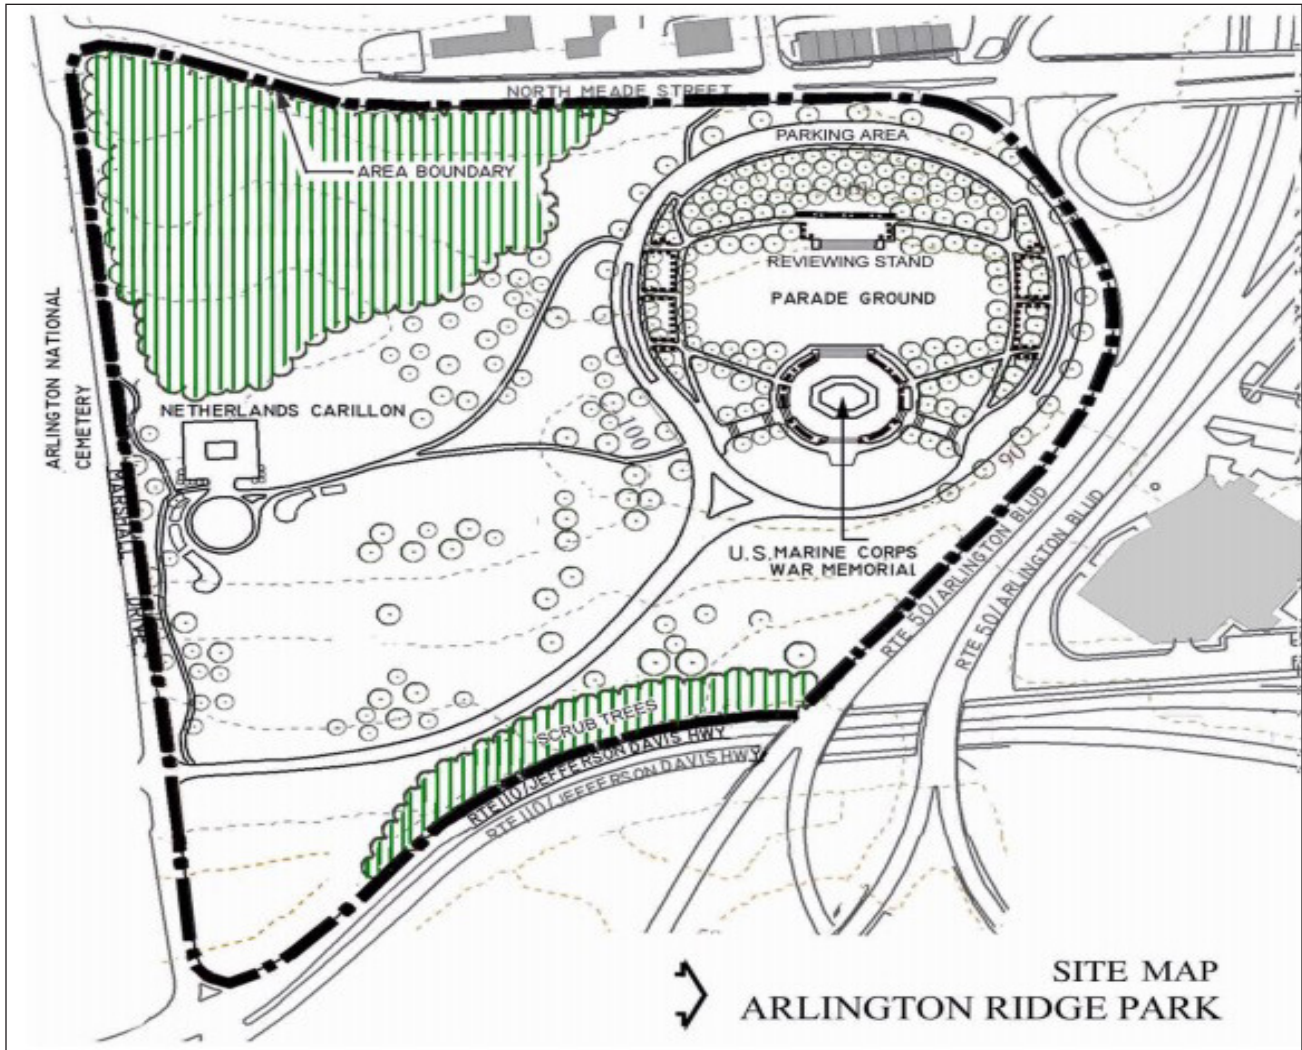 NORTH MEADE STREET
PARKING AREA
AREA BOUNDARY
REVIEWING STAND
PARADE GROUND
ARLINGTON NATIONAL
CEMETERY
NETHERLANDS CARILLON
100
90
MARSHALL DRIVE
U.S. MARINE CORPS
WAR MEMORIAL
RTE 50/ARLINGTON BLUD
RTE 50/ARLINGTON BLUD
SCRUB TREES
RTE 110/JEFFERSON DAVIS HWY
RTE 110/JEFFERSON DAVIS HWY
SITE MAP
ARLINGTON RIDGE PARK